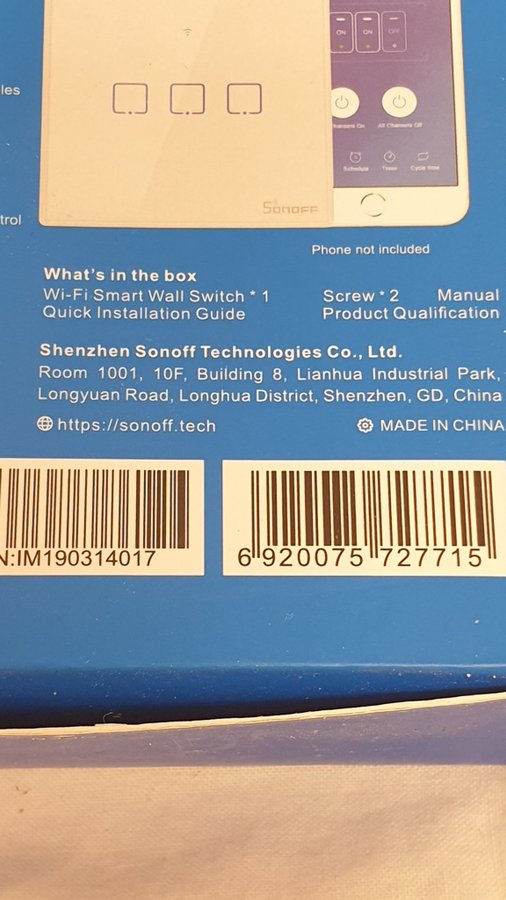 les
ON ON OFF
All Channels Off
Schedule Timer Cycle time
SonoFF
trol
Phone not included
What's in the box
Wi-Fi Smart Wall Switch * 1 Screw * 2 Manual
Quick Installation Guide Product Qualification
Shenzhen Sonoff Technologies Co., Ltd.
Room 1001, 10F, Building 8, Lianhua Industrial Park,
Longyuan Road, Longhua District, Shenzhen, GD, China
https://sonoff.tech MADE IN CHINA
N:IM190314017
6 920075 727715